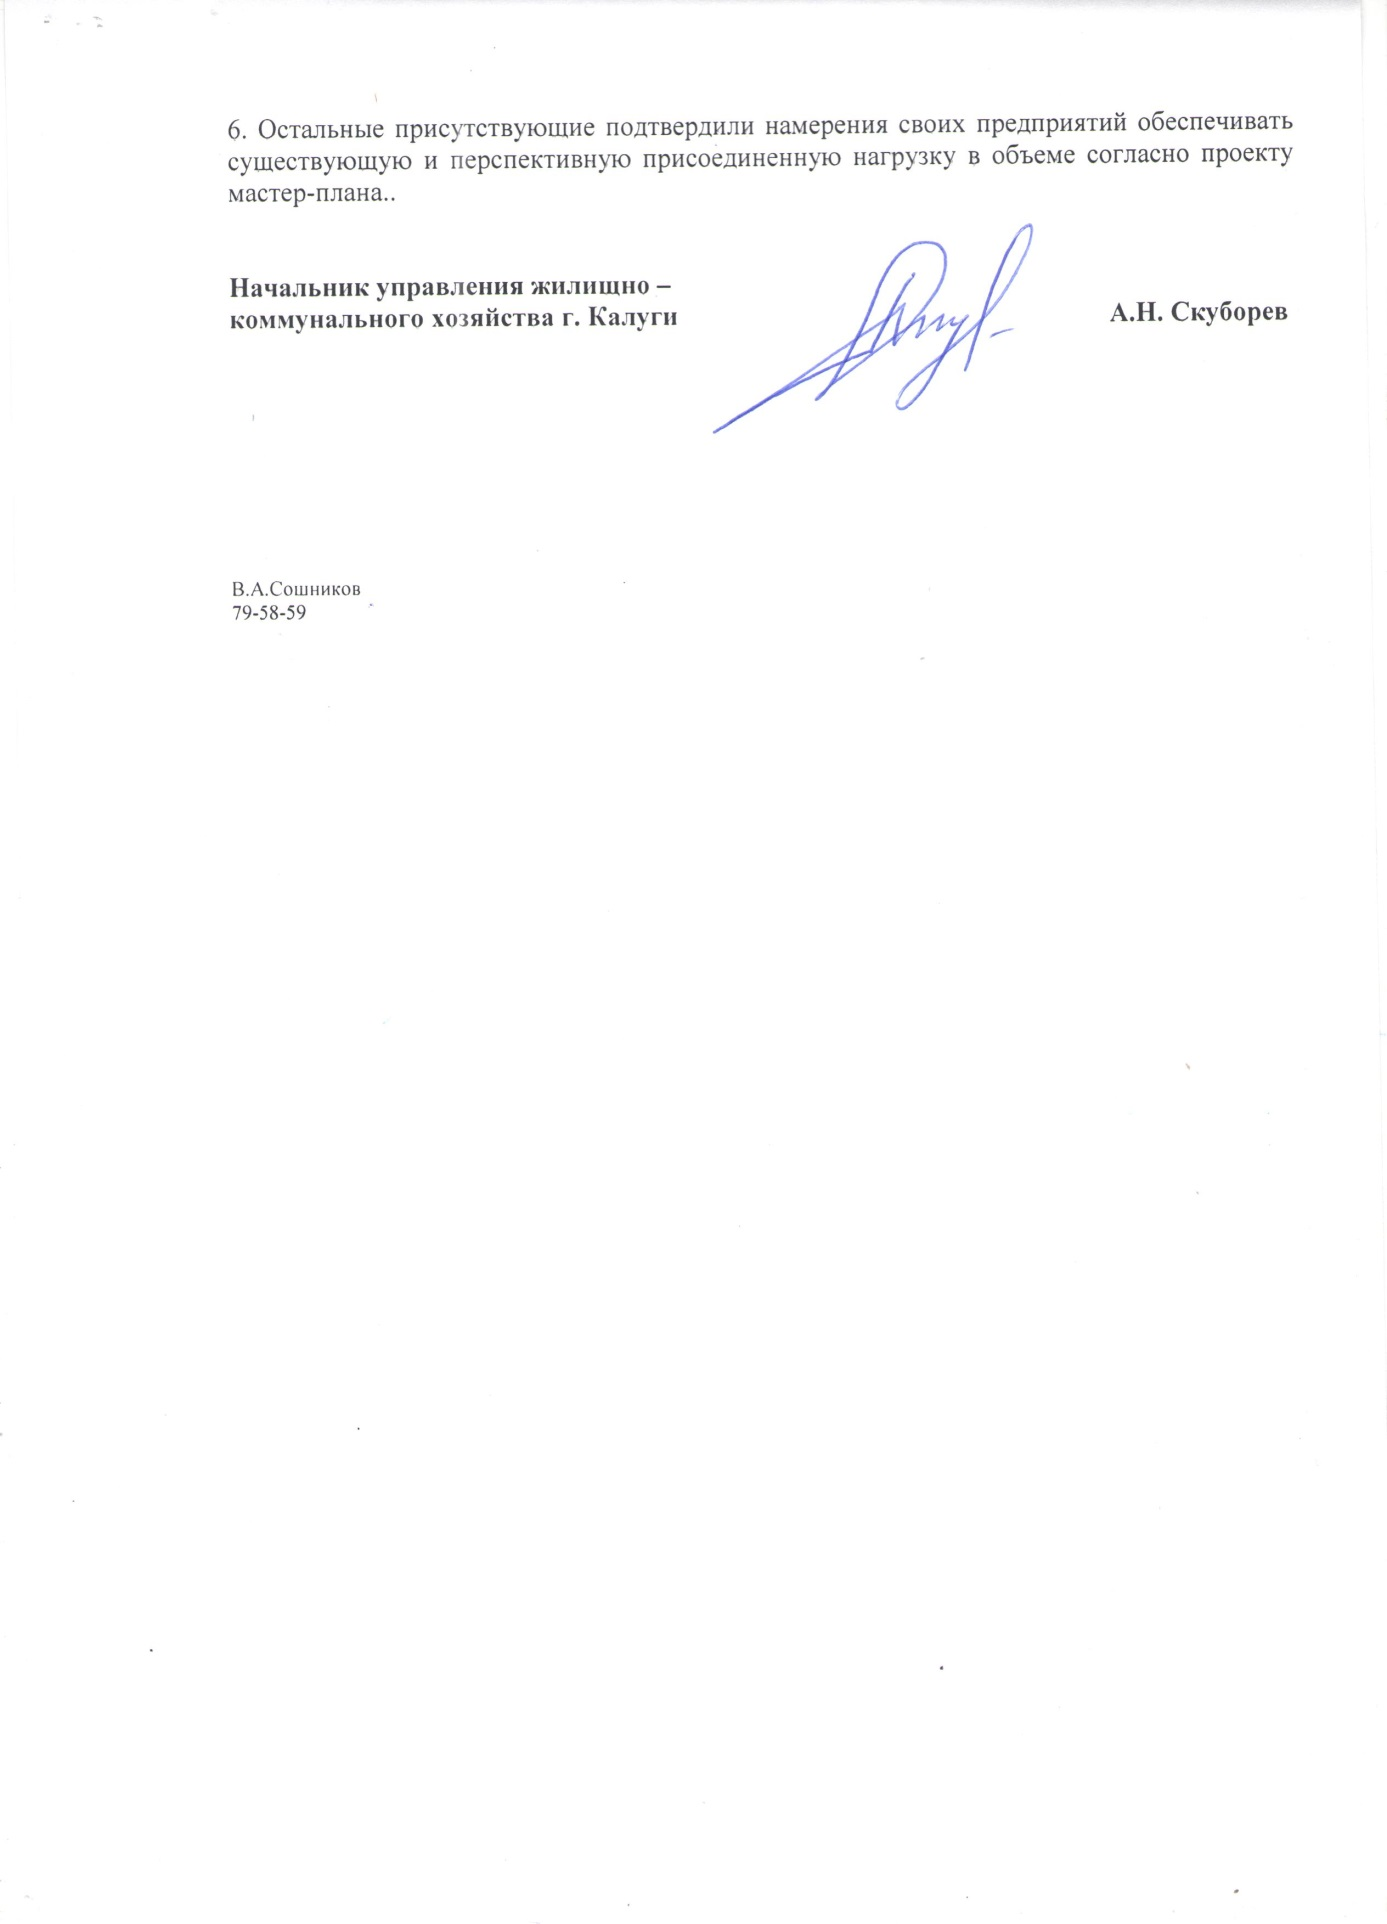 6. Остальные присутствующие подтвердили намерения своих предприятий обеспечивать
существующую и перспективную присоединенную нагрузку в объеме согласно проекту
мастер-плана..
Начальник управления жилищно –
коммунального хозяйства г. Калуги
А.Н. Скуборев
В.А.Сошников
79-58-59